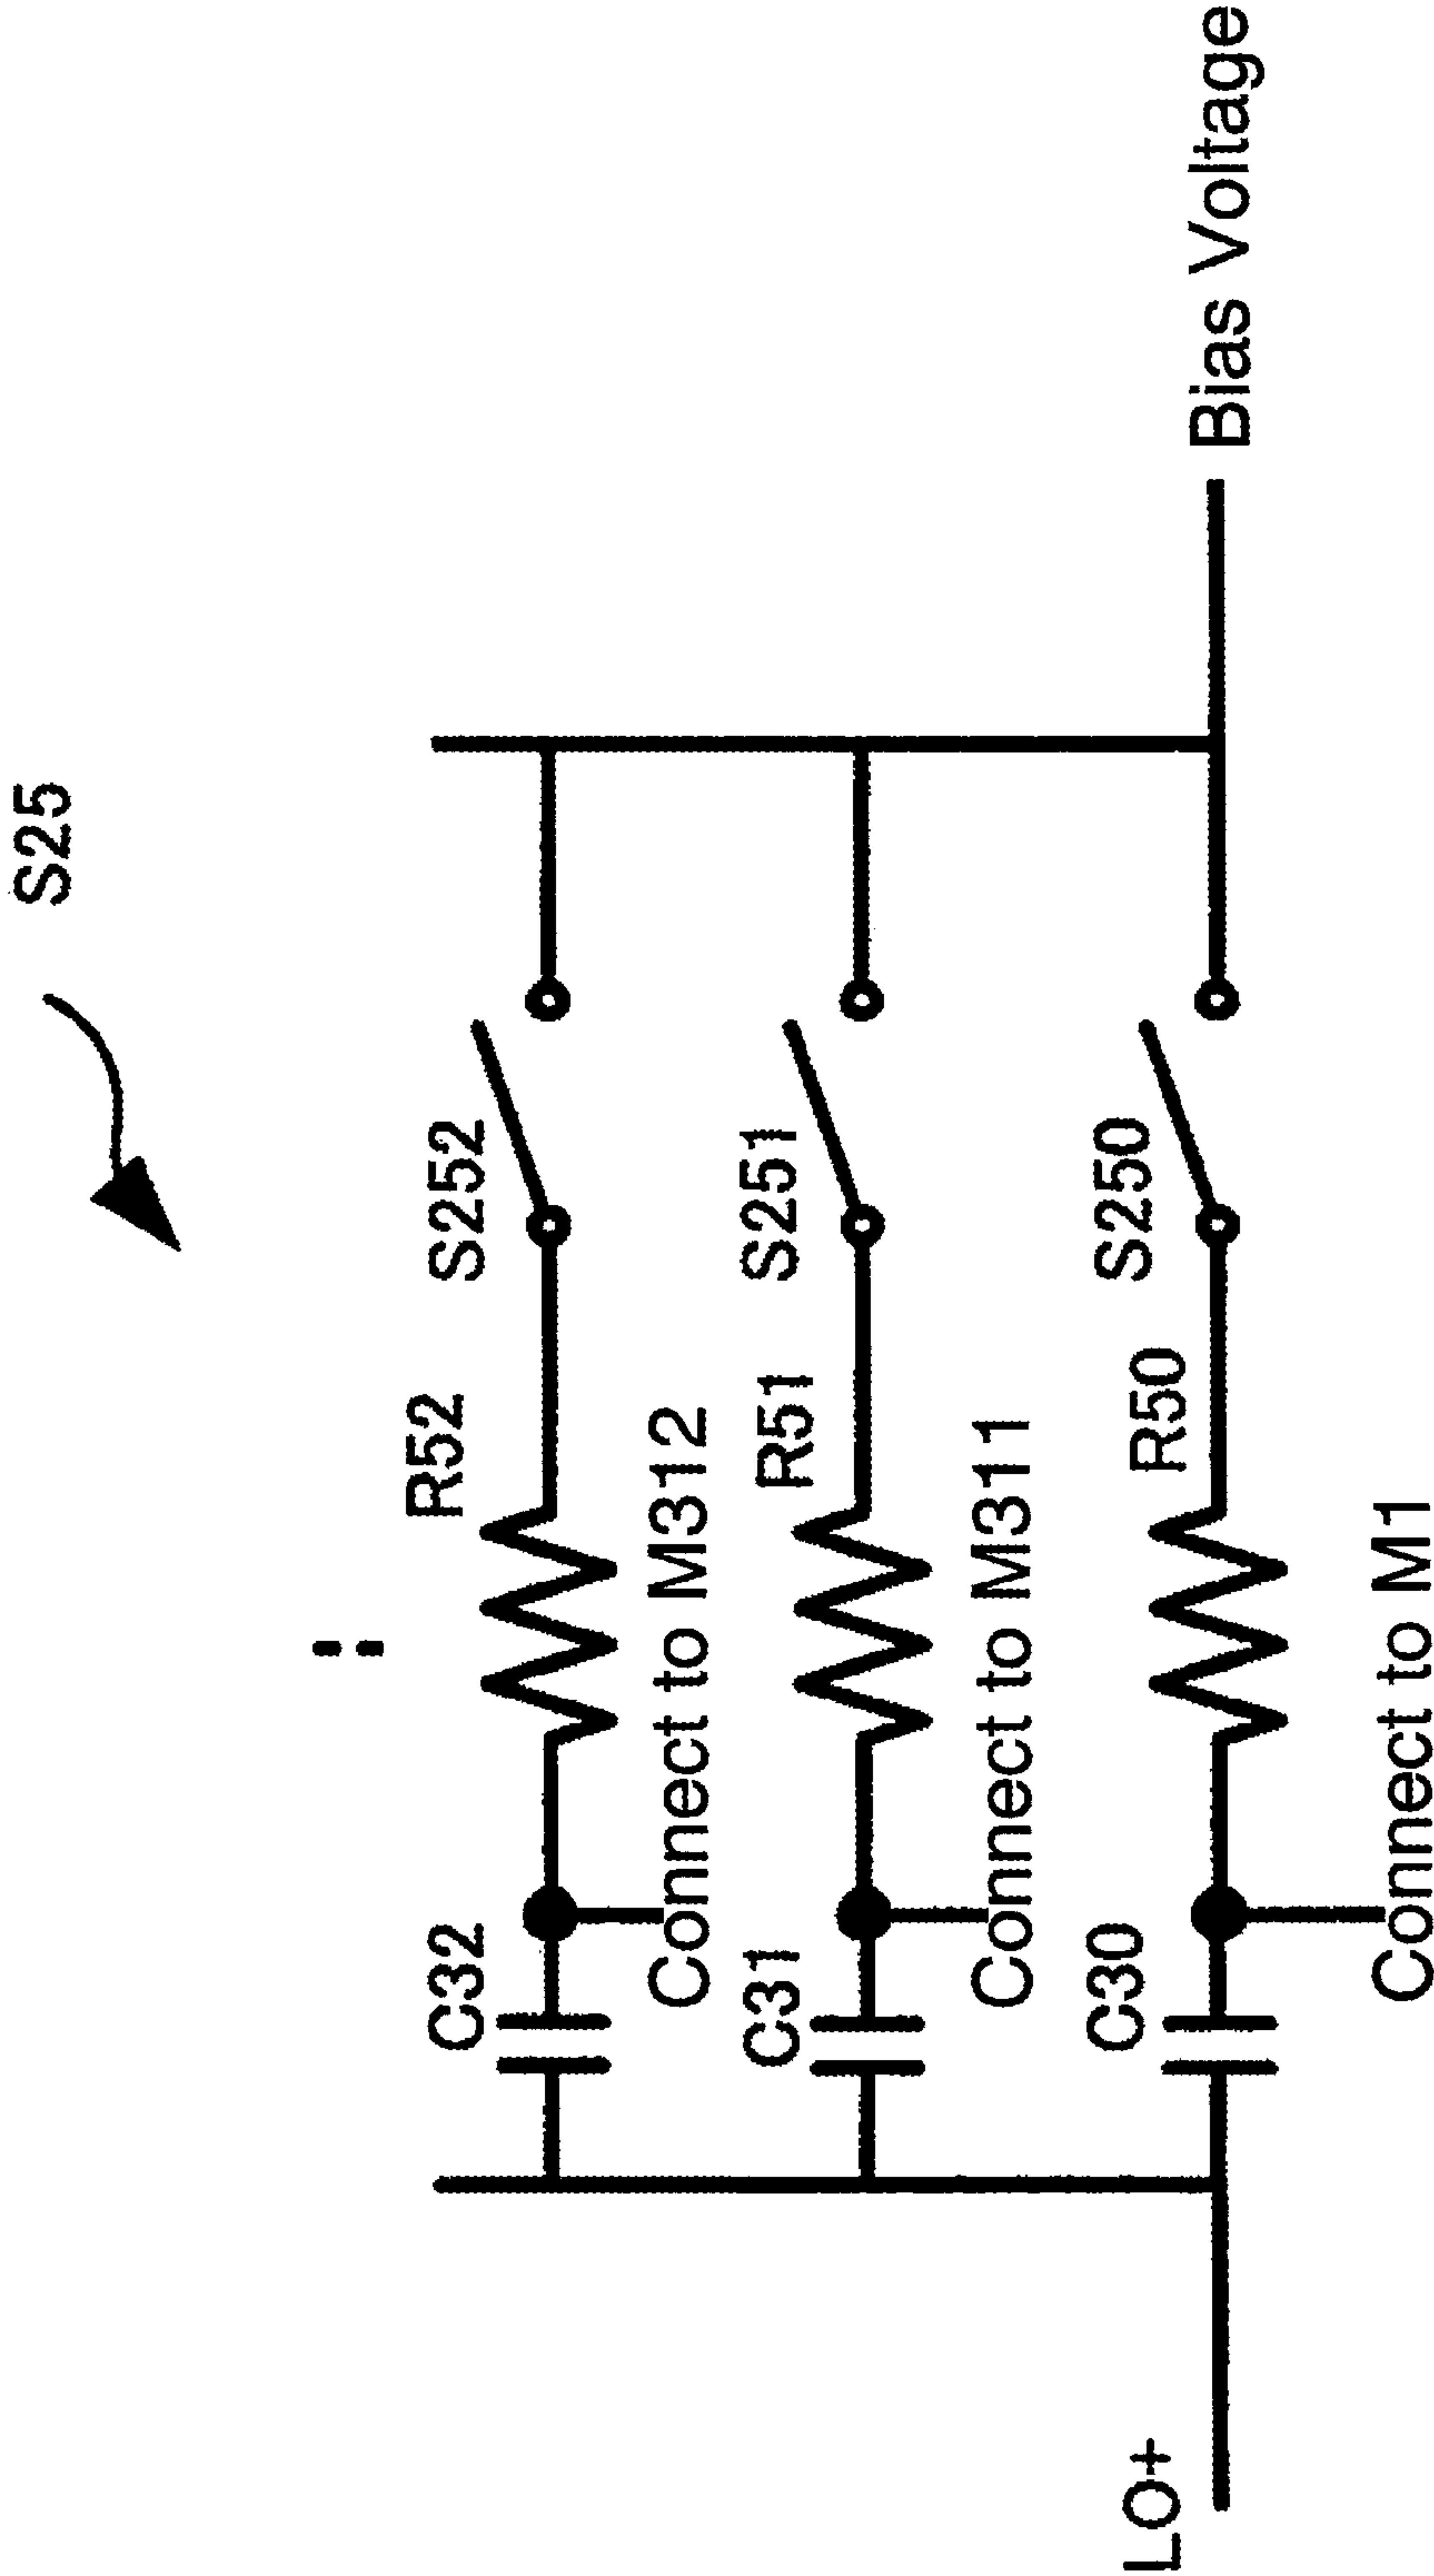 S25
R52
S252
C32
Connect to M312
R51
S251
C31
Connect to M311
R50
S250
C30
LO+
Bias Voltage
Connect to M1